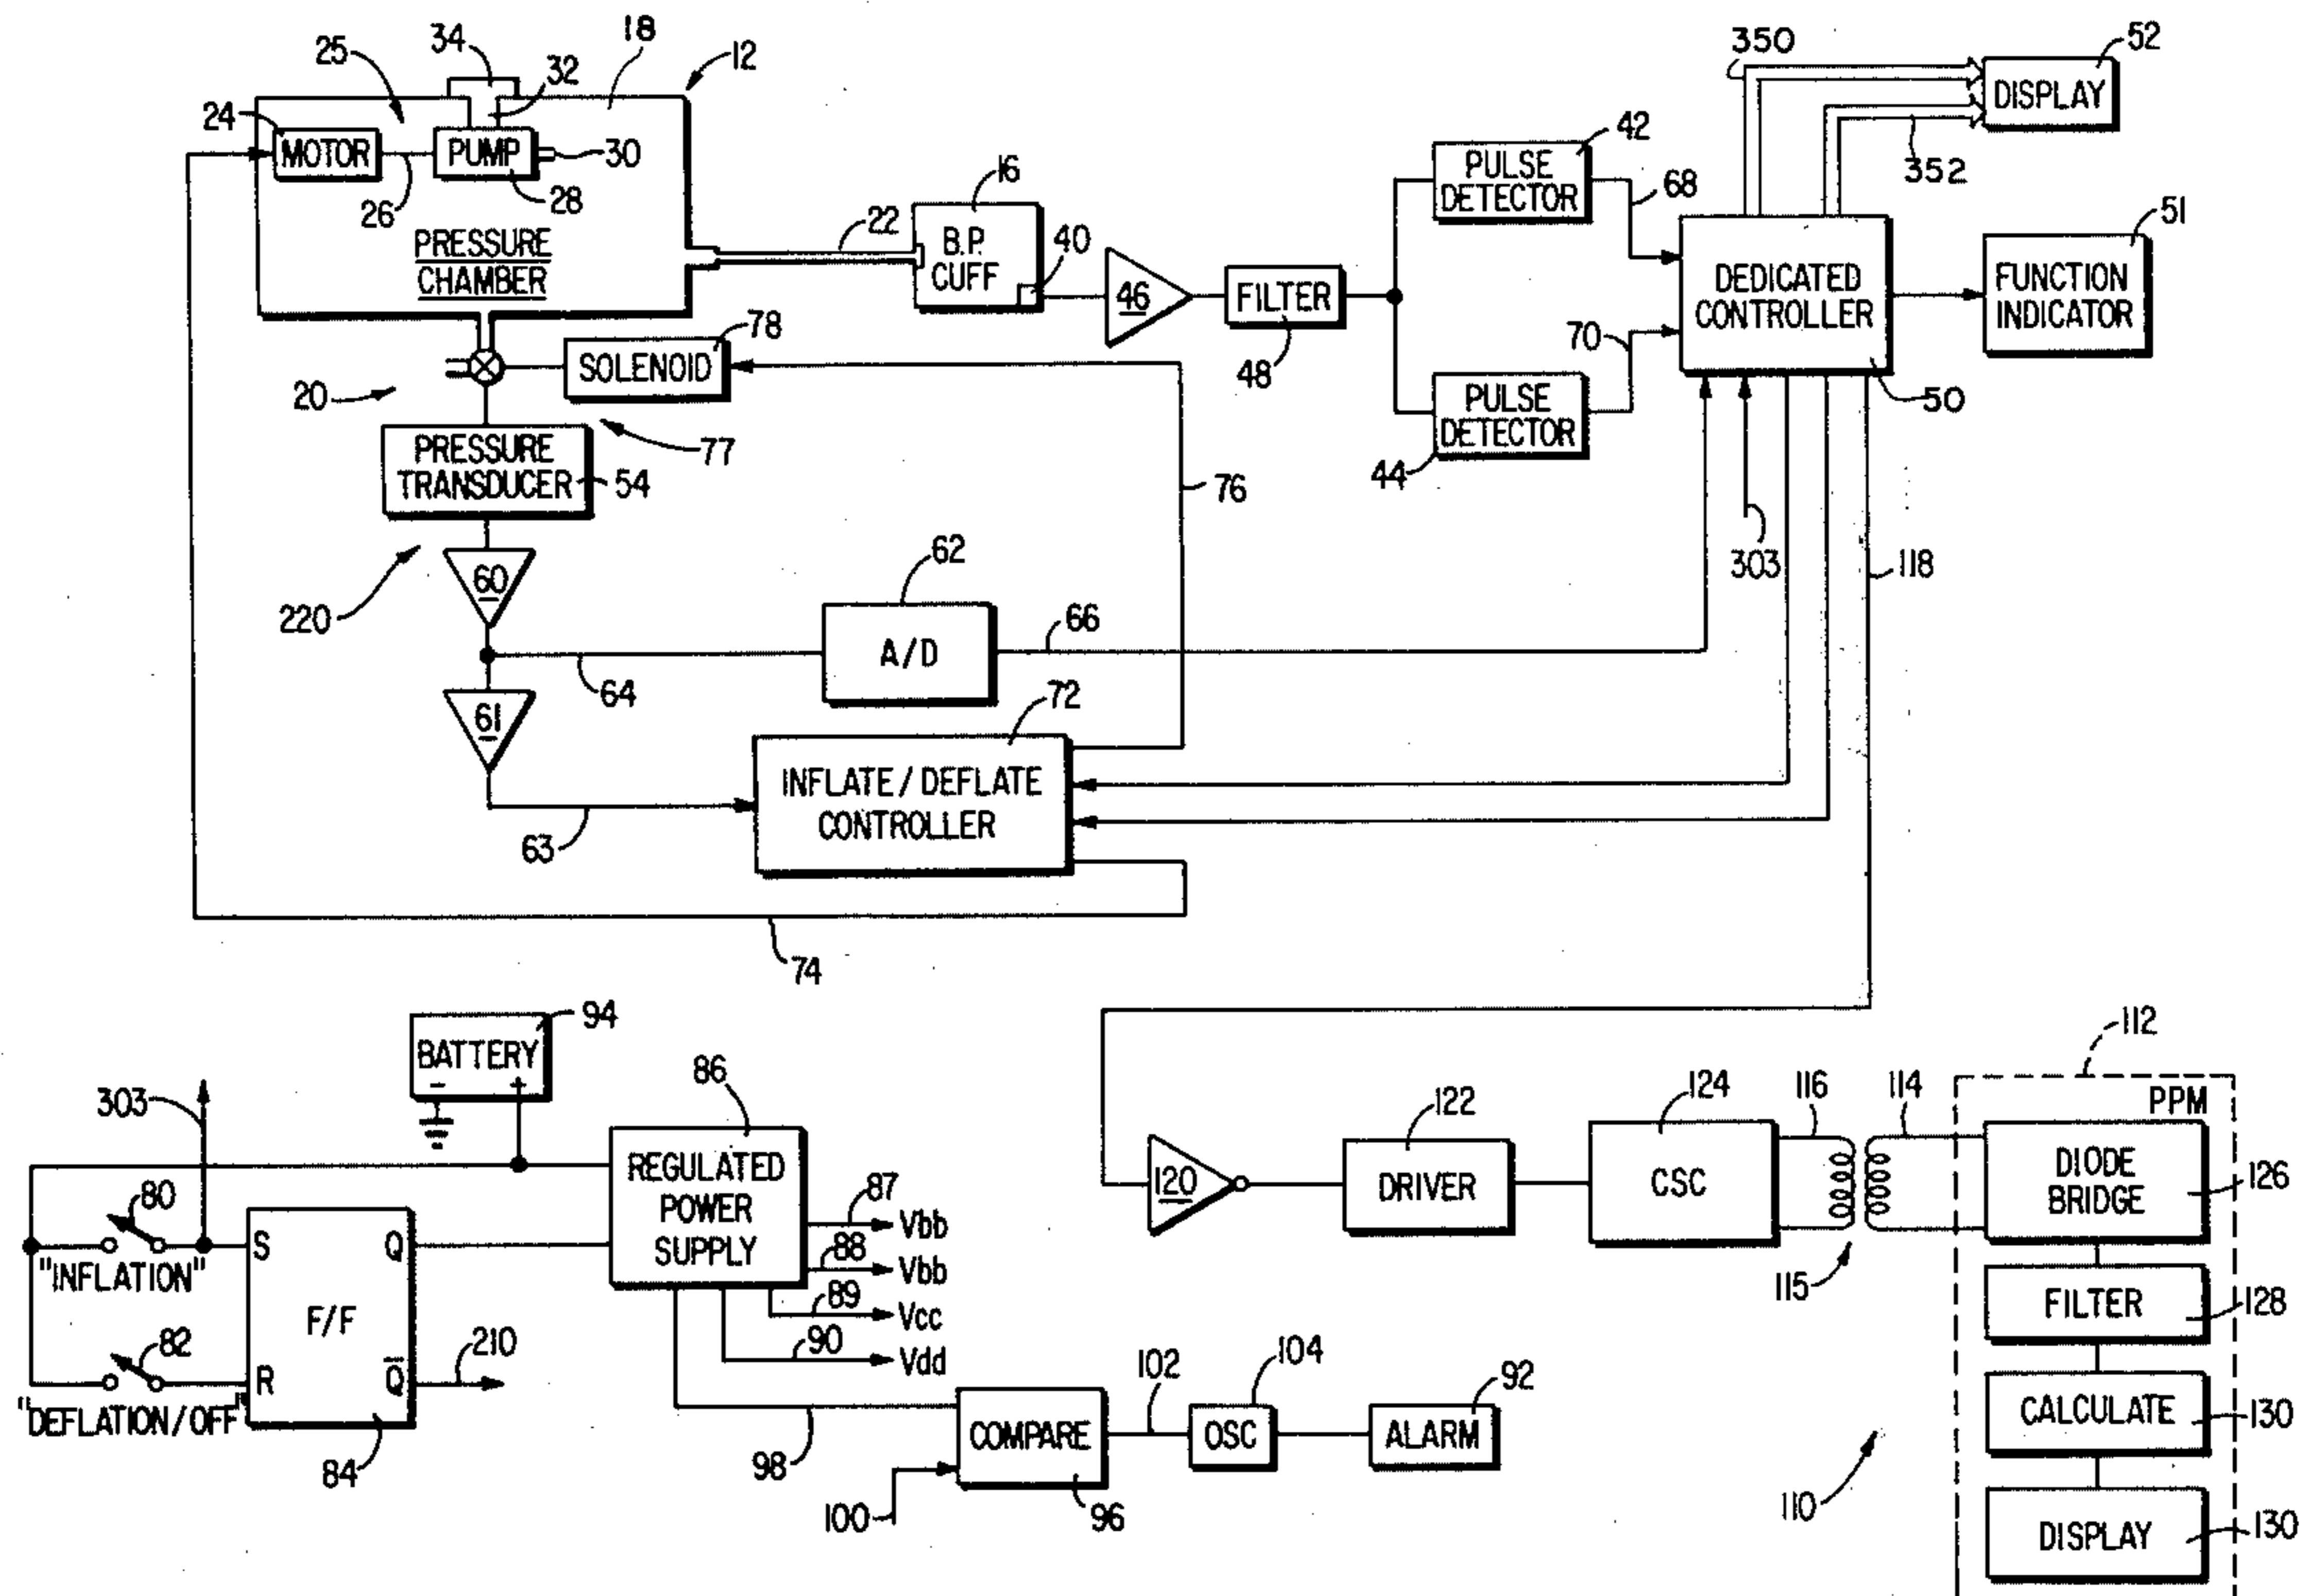 34
18
12
25
32
24
MOTOR
PUMP
30
26
28
PRESSURE
CHAMBER
22
16
B.P.
CUFF
40
46
FILTER
48
PULSE
DETECTOR
42
68
PULSE
DETECTOR
44
70
350
352
DISPLAY
52
DEDICATED
CONTROLLER
50
FUNCTION
INDICATOR
51
303
118
78
SOLENOID
20
77
PRESSURE
TRANSDUCER
54
76
220
60
62
A/D
64
66
61
72
INFLATE / DEFLATE
CONTROLLER
63
74
BATTERY
- +
94
303
80
"INFLATION"
82
"DEFLATION/OFF"
S
Q
F/F
R
Q̅
84
210
86
REGULATED
POWER
SUPPLY
87
Vbb
88
Vbb
89
Vcc
90
Vdd
98
100
COMPARE
96
102
104
OSC
92
ALARM
120
122
DRIVER
124
CSC
116
114
115
110
112
PPM
DIODE
BRIDGE
126
FILTER
128
CALCULATE
130
DISPLAY
130